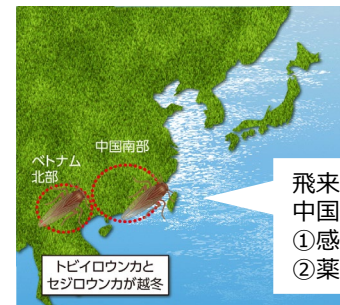 中国南部
ベトナム
北部
トビイロウンカと
セジロウンカが越冬
飛来
中国
①感
②薬